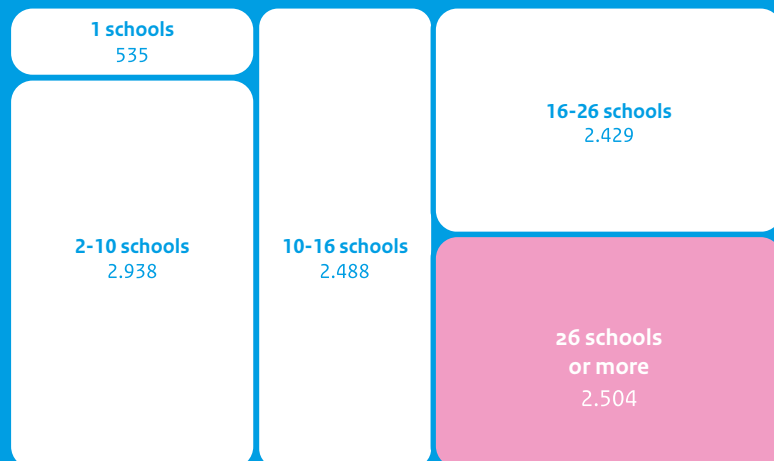 1 schools
535
2-10 schools
2.938
10-16 schools
2.488
16-26 schools
2.429
26 schools
or more
2.504